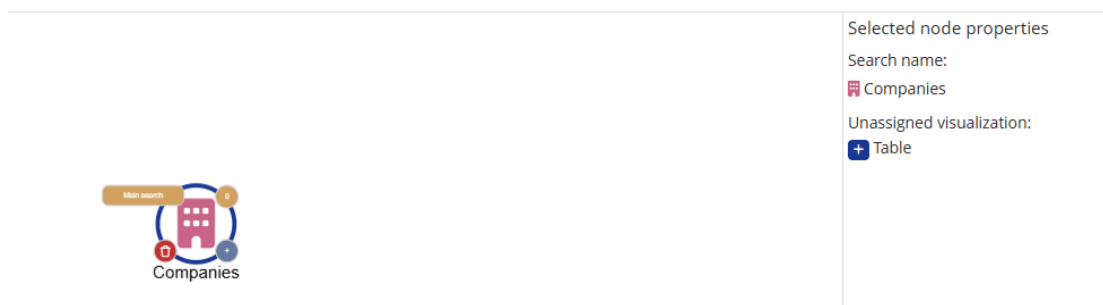 Selected node properties
Search name:
Companies
Unassigned visualization:
+ Table
Main search
0
+
Companies